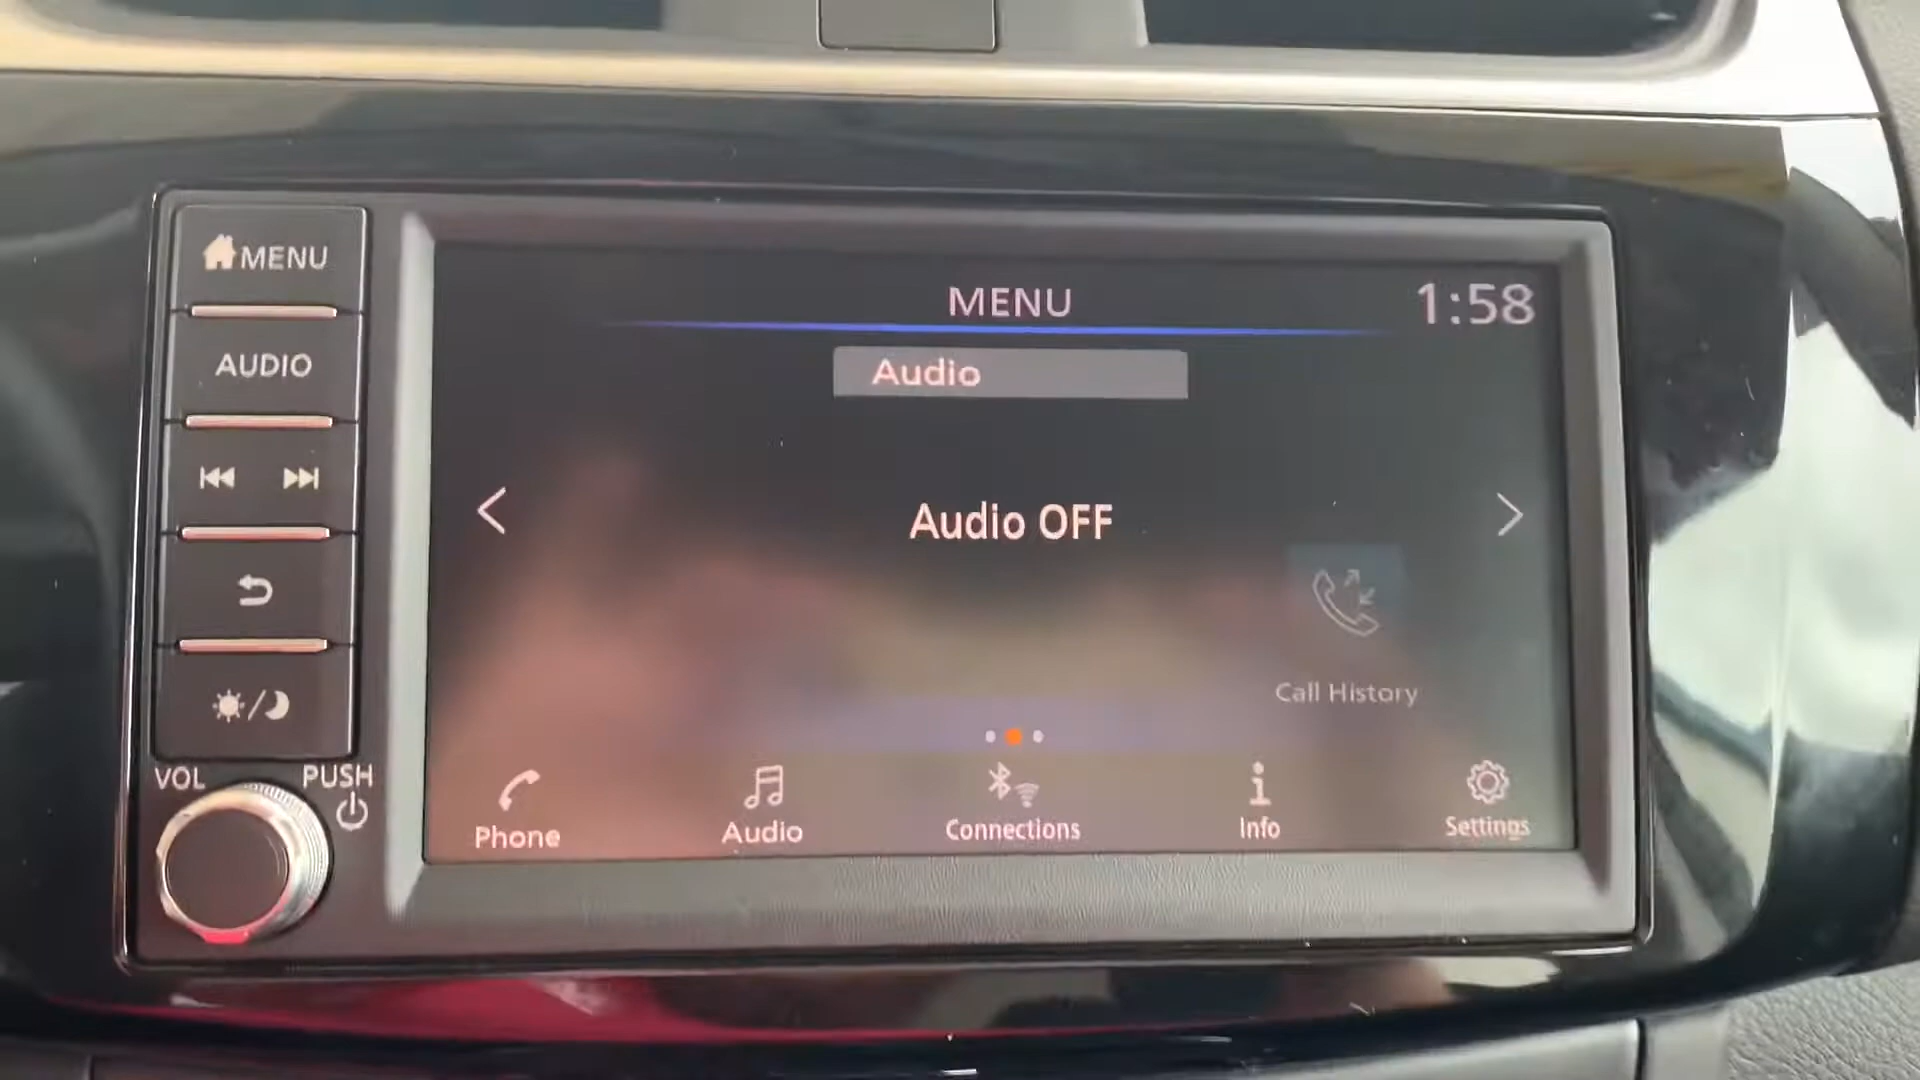 MENU
AUDIO
VOL
PUSH
MENU
1:58
Audio
Audio OFF
Call History
Phone
Audio
Connections
Info
Settings